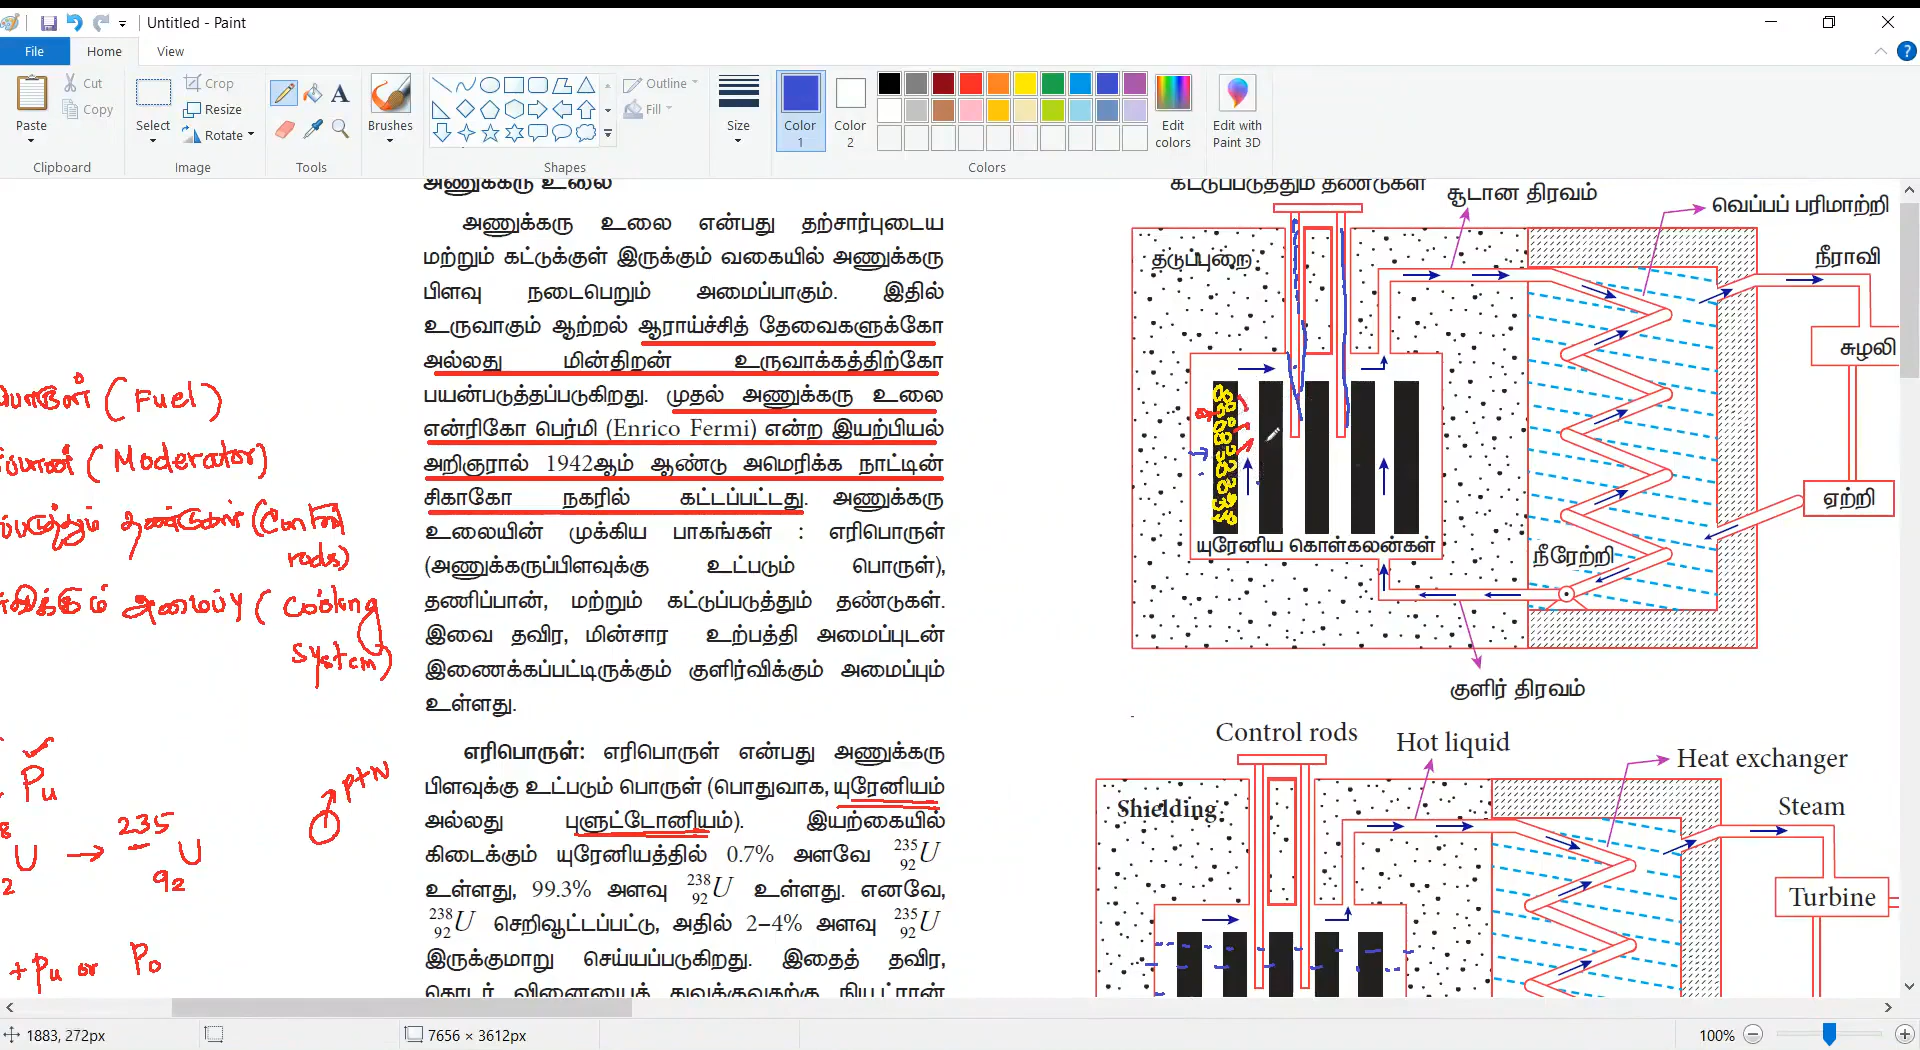 Untitled - Paint
File
Home
View
Paste
Cut
Copy
Clipboard
Select
Crop
Resize
Rotate
Image
Tools
Brushes
Shapes
Outline
Fill
Size
Color 1
Color 2
Colors
Edit colors
Edit with Paint 3D
அணுக்கரு உலை
அணுக்கரு உலை என்பது தற்சார்புடைய
மற்றும் கட்டுக்குள் இருக்கும் வகையில் அணுக்கரு
பிளவு நடைபெறும் அமைப்பாகும். இதில்
உருவாகும் ஆற்றல் ஆராய்ச்சித் தேவைகளுக்கோ
அல்லது மின்திறன் உருவாக்கத்திற்கோ
பயன்படுத்தப்படுகிறது. முதல் அணுக்கரு உலை
என்ரிகோ பெர்மி (Enrico Fermi) என்ற இயற்பியல்
அறிஞரால் 1942ஆம் ஆண்டு அமெரிக்க நாட்டின்
சிகாகோ நகரில் கட்டப்பட்டது. அணுக்கரு
உலையின் முக்கிய பாகங்கள் : எரிபொருள்
(அணுக்கருப்பிளவுக்கு உட்படும் பொருள்),
தணிப்பான், மற்றும் கட்டுப்படுத்தும் தண்டுகள்.
இவை தவிர, மின்சார உற்பத்தி அமைப்புடன்
இணைக்கப்பட்டிருக்கும் குளிர்விக்கும் அமைப்பும்
உள்ளது.
எரிபொருள்: எரிபொருள் என்பது அணுக்கரு
பிளவுக்கு உட்படும் பொருள் (பொதுவாக, யுரேனியம்
அல்லது புளுட்டோனியம்). இயற்கையில்
கிடைக்கும் யுரேனியத்தில் 0.7% அளவே 235 92 U
உள்ளது, 99.3% அளவு 238 92 U உள்ளது. எனவே,
238 92 U செறிவூட்டப்பட்டு, அதில் 2–4% அளவு 235 92 U
இருக்குமாறு செய்யப்படுகிறது. இதைத் தவிர,
தொடர் வினையைத் துவக்குவதற்கு நியூட்ரான்
(Fuel)
(Moderator)
(Control
rods)
(Cooling
system)
Pu
U → 235 92 U
P+N
+Pu or Po
கட்டுப்படுத்தும் தண்டுகள்
சூடான திரவம்
வெப்பப் பரிமாற்றி
தடுப்புறை
நீராவி
சுழலி
ஏற்றி
யுரேனிய கொள்கலன்கள்
நீரேற்றி
குளிர் திரவம்
Control rods
Hot liquid
Heat exchanger
Shielding
Steam
Turbine
1883, 272px
7656 × 3612px
100%